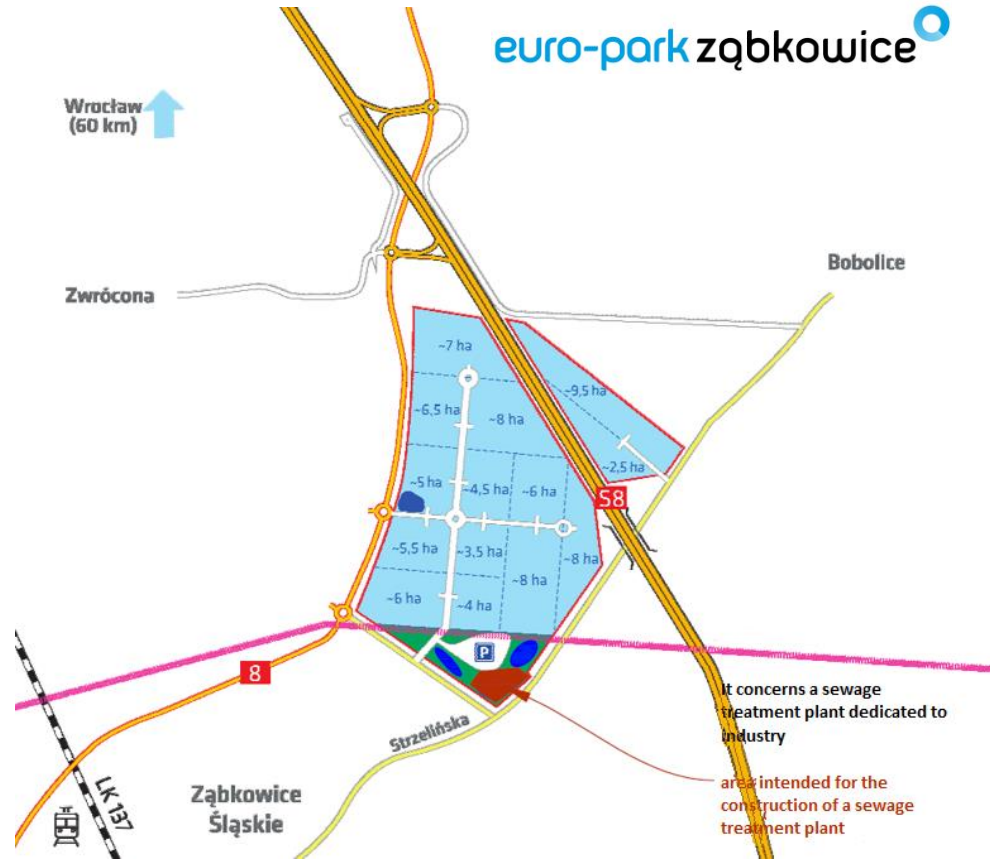 euro-park ząbkowice
Wrocław
(60 km)
Bobolice
Zwrócona
~7 ha
~9,5 ha
~6,5 ha
~8 ha
~2,5 ha
~5 ha
~4,5 ha
~6 ha
S8
~5,5 ha
~3,5 ha
~8 ha
~8 ha
~6 ha
~4 ha
P
8
It concerns a sewage
treatment plant dedicated to
industry
Strzelińska
area intended for the
construction of a sewage
treatment plant
Ząbkowice
Śląskie
LK 137